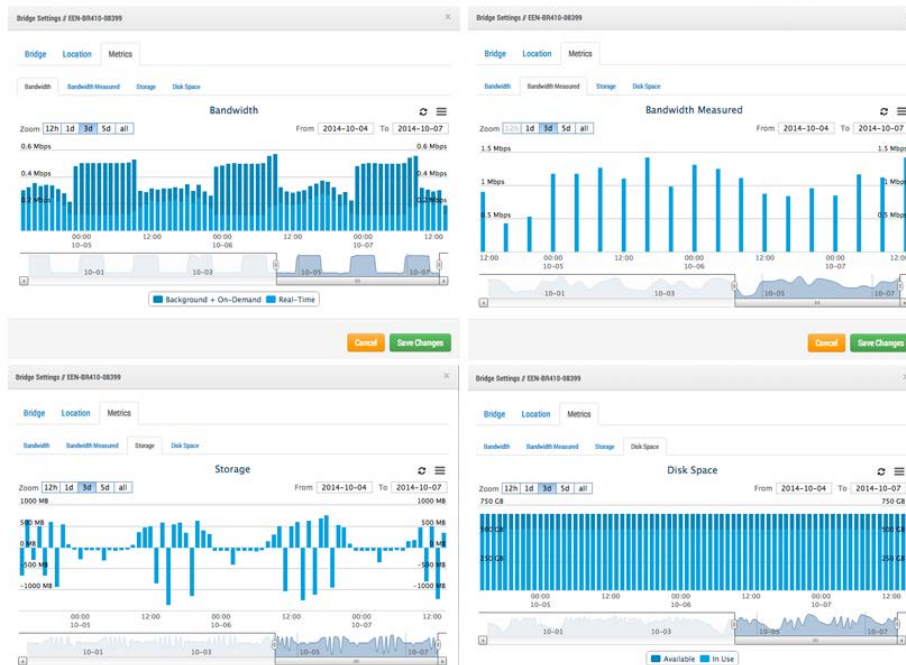 Bridge Settings // EEN-BR410-08399 ×
Bridge Location Metrics
Bandwidth Bandwidth Measured Storage Disk Space
Bandwidth
Zoom 12h 1d 3d 5d all From 2014-10-04 To 2014-10-07
0.6 Mbps 0.6 Mbps
0.4 Mbps 0.4 Mbps
0.2 Mbps 0.2 Mbps
00:00 12:00 00:00 12:00 00:00 12:00
10-05 10-06 10-07
10-01 10-03 10-05 10-07
Background + On-Demand Real-Time
Cancel Save Changes
Bridge Settings // EEN-BR410-08399
Bridge Location Metrics
Bandwidth Bandwidth Measured Storage Disk Space
Bandwidth Measured
Zoom 12h 1d 3d 5d all From 2014-10-04 To 2014-10-07
1.5 Mbps 1.5 Mbps
1 Mbps 1 Mbps
0.5 Mbps 0.5 Mbps
12:00 00:00 12:00 00:00 12:00 00:00 12:00
10-05 10-06 10-07
10-01 10-03 10-05 10-07
Cancel Save Changes
Bridge Settings // EEN-BR410-08399 ×
Bridge Location Metrics
Bandwidth Bandwidth Measured Storage Disk Space
Storage
Zoom 12h 1d 3d 5d all From 2014-10-04 To 2014-10-07
1000 MB 1000 MB
500 MB 500 MB
0 MB 0 MB
-500 MB -500 MB
-1000 MB -1000 MB
00:00 12:00 00:00 12:00 00:00 12:00
10-05 10-06 10-07
10-01 10-03 10-05 10-07
Bridge Settings // EEN-BR410-08399
Bridge Location Metrics
Bandwidth Bandwidth Measured Storage Disk Space
Disk Space
Zoom 12h 1d 3d 5d all From 2014-10-04 To 2014-10-07
750 GB 750 GB
500 GB 500 GB
250 GB 250 GB
00:00 12:00 00:00 12:00 00:00 12:00
10-05 10-06 10-07
10-01 10-03 10-05 10-07
Available In Use